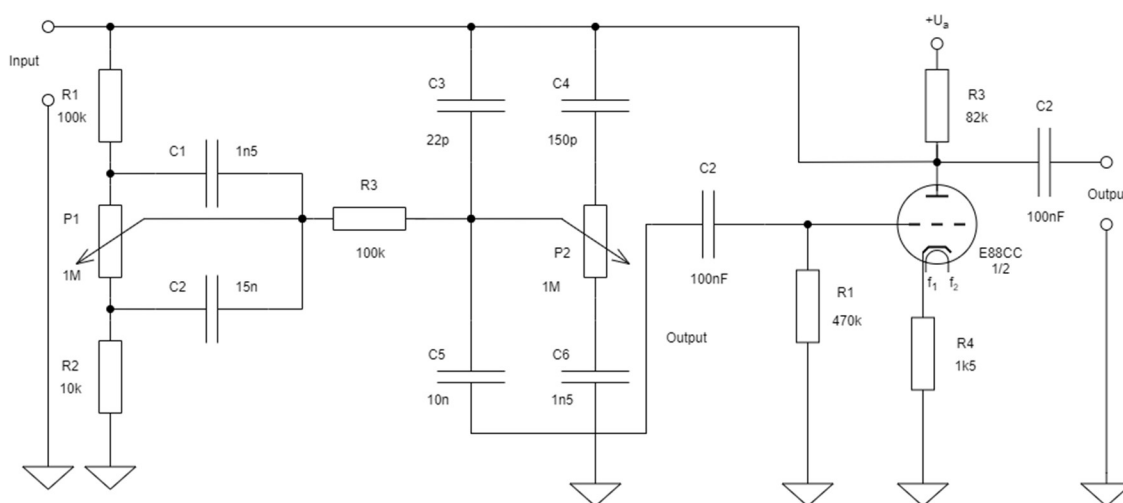 Input
R1
100k
C1
1n5
P1
1M
C2
15n
R2
10k
R3
100k
C3
22p
C4
150p
P2
1M
C5
10n
C6
1n5
Output
C2
100nF
R1
470k
+Ua
R3
82k
C2
100nF
Output
E88CC
1/2
f1 f2
R4
1k5